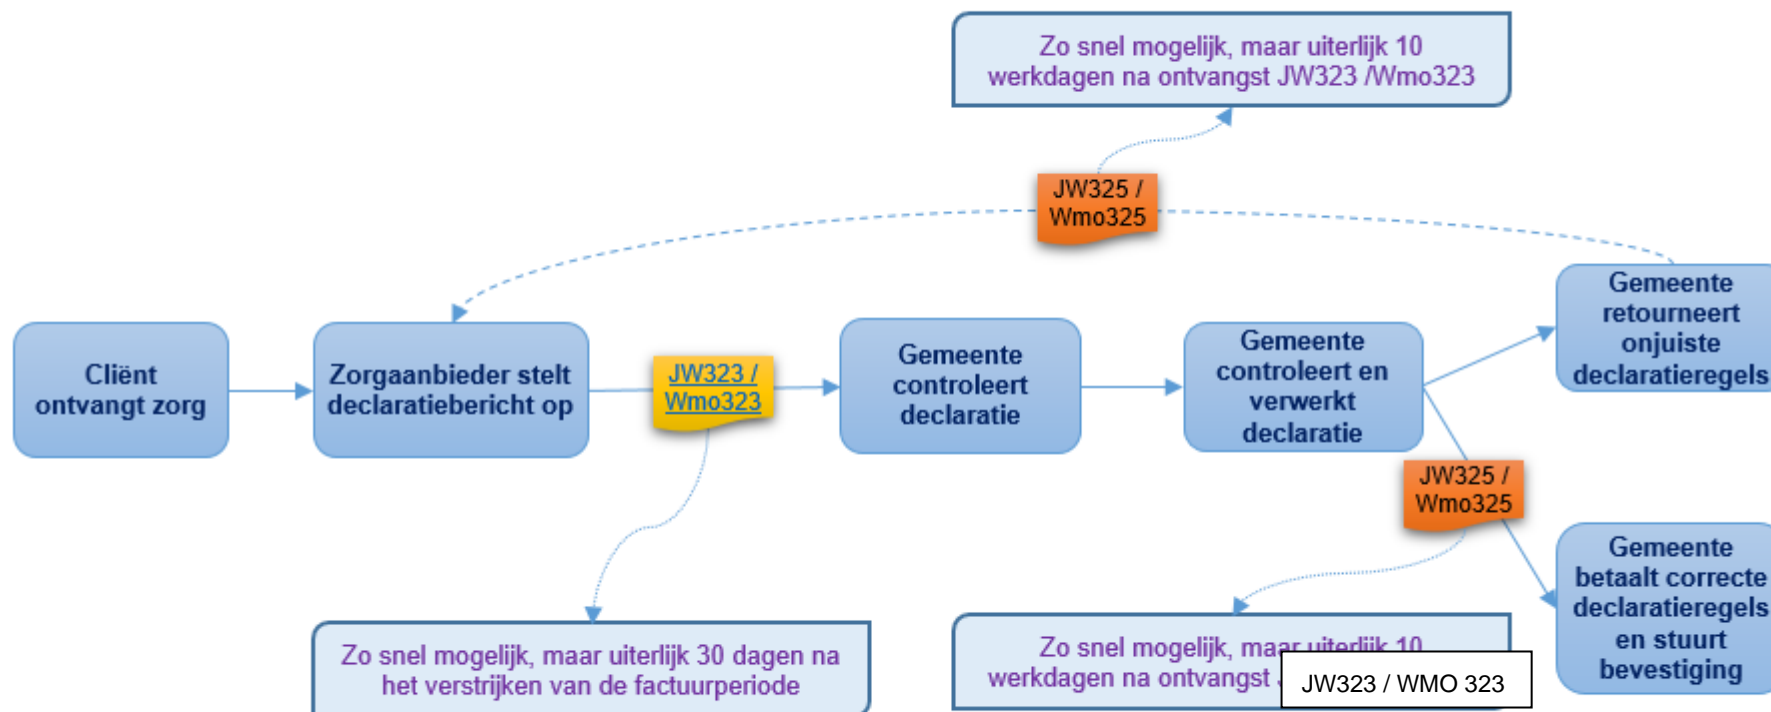 Zo snel mogelijk, maar uiterlijk 10
werkdagen na ontvangst JW323 /Wmo323
JW325 /
Wmo325
Cliënt
ontvangt zorg
Zorgaanbieder stelt
declaratiebericht op
JW323 /
Wmo323
Gemeente
controleert
declaratie
Gemeente
controleert en
verwerkt
declaratie
Gemeente
retourneert
onjuiste
declaratieregels
JW325 /
Wmo325
Gemeente
betaalt correcte
declaratieregels
en stuurt
bevestiging
Zo snel mogelijk, maar uiterlijk 30 dagen na
het verstrijken van de factuurperiode
Zo snel mogelijk, maar uiterlijk 10
werkdagen na ontvangst
JW323 / WMO 323